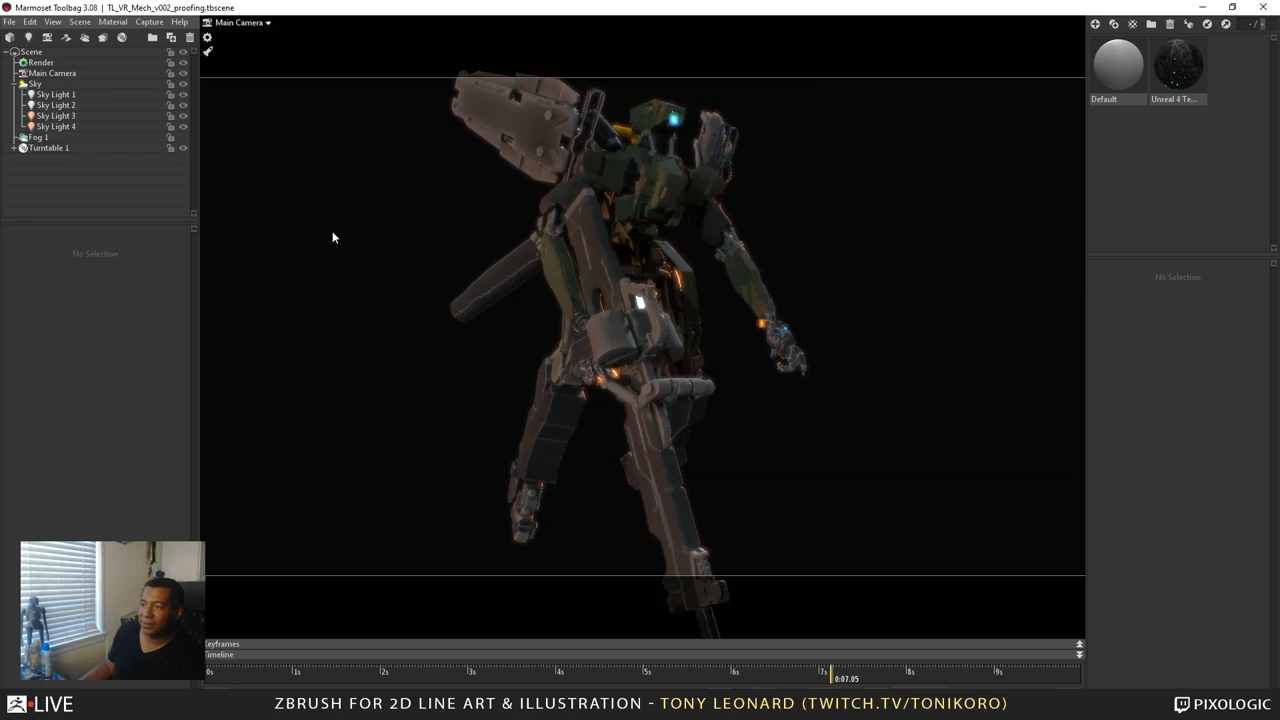 Marmoset Toolbag 3.08 | TL_VR_Mech_v002_proofing.tbscene
File Edit View Scene Material Capture Help
Main Camera
Scene
Render
Main Camera
Sky
Sky Light 1
Sky Light 2
Sky Light 3
Sky Light 4
Fog 1
Turntable 1
No Selection
Default
Unreal 4 Te...
No Selection
Keyframes
Timeline
0s 1s 2s 3s 4s 5s 6s 7s 8s 9s
0:07.05
LIVE
ZBRUSH FOR 2D LINE ART & ILLUSTRATION - TONY LEONARD (TWITCH.TV/TONIKORO)
PIXOLOGIC